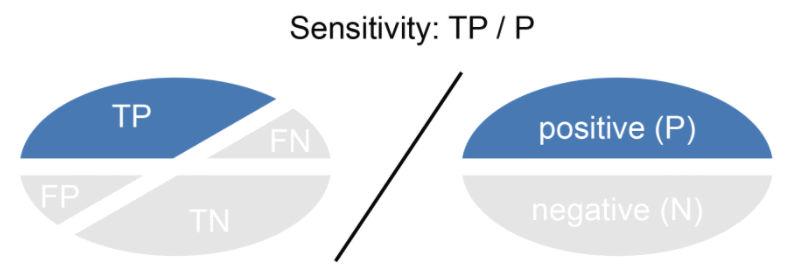 Sensitivity: TP / P
TP
FN
FP
TN
positive (P)
negative (N)